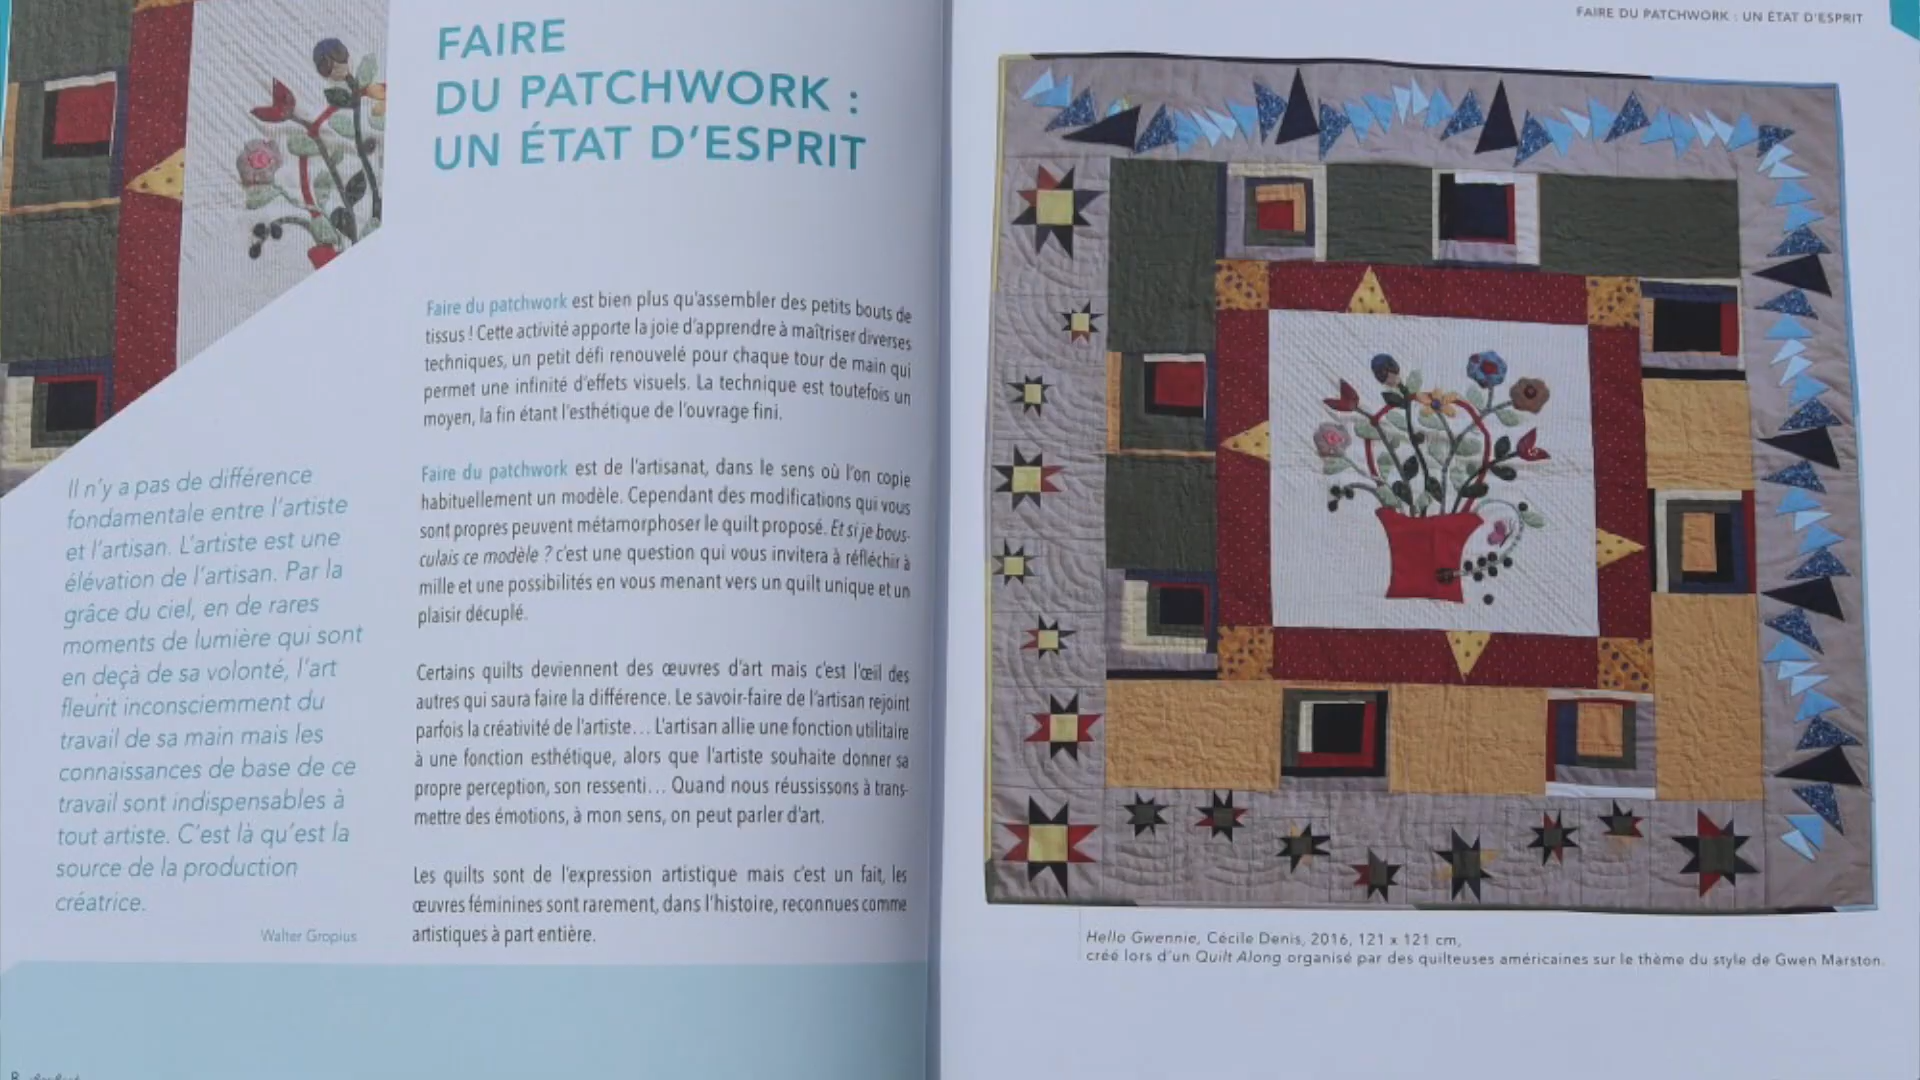 FAIRE
DU PATCHWORK :
UN ÉTAT D'ESPRIT
Il n'y a pas de différence
fondamentale entre l'artiste
et l'artisan. L'artiste est une
élévation de l'artisan. Par la
grâce du ciel, en de rares
moments de lumière qui sont
en deçà de sa volonté, l'art
fleurit inconsciemment du
travail de sa main mais les
connaissances de base de ce
travail sont indispensables à
tout artiste. C'est là qu'est la
source de la production
créatrice.
Walter Gropius
Faire du patchwork est bien plus qu'assembler des petits bouts de
tissus ! Cette activité apporte la joie d'apprendre à maîtriser diverses
techniques, un petit défi renouvelé pour chaque tour de main qui
permet une infinité d'effets visuels. La technique est toutefois un
moyen, la fin étant l'esthétique de l'ouvrage fini.
Faire du patchwork est de l'artisanat, dans le sens où l'on copie
habituellement un modèle. Cependant des modifications qui vous
sont propres peuvent métamorphoser le quilt proposé. Et si je bous-
culais ce modèle ? c'est une question qui vous invitera à réfléchir à
mille et une possibilités en vous menant vers un quilt unique et un
plaisir décuplé.
Certains quilts deviennent des œuvres d'art mais c'est l'œil des
autres qui saura faire la différence. Le savoir-faire de l'artisan rejoint
parfois la créativité de l'artiste… L'artisan allie une fonction utilitaire
à une fonction esthétique, alors que l'artiste souhaite donner sa
propre perception, son ressenti… Quand nous réussissons à trans-
mettre des émotions, à mon sens, on peut parler d'art.
Les quilts sont de l'expression artistique mais c'est un fait, les
œuvres féminines sont rarement, dans l'histoire, reconnues comme
artistiques à part entière.
FAIRE DU PATCHWORK : UN ÉTAT D'ESPRIT
Hello Gwennie, Cécile Denis, 2016, 121 x 121 cm,
créé lors d'un Quilt Along organisé par des quilteuses américaines sur le thème du style de Gwen Marston.